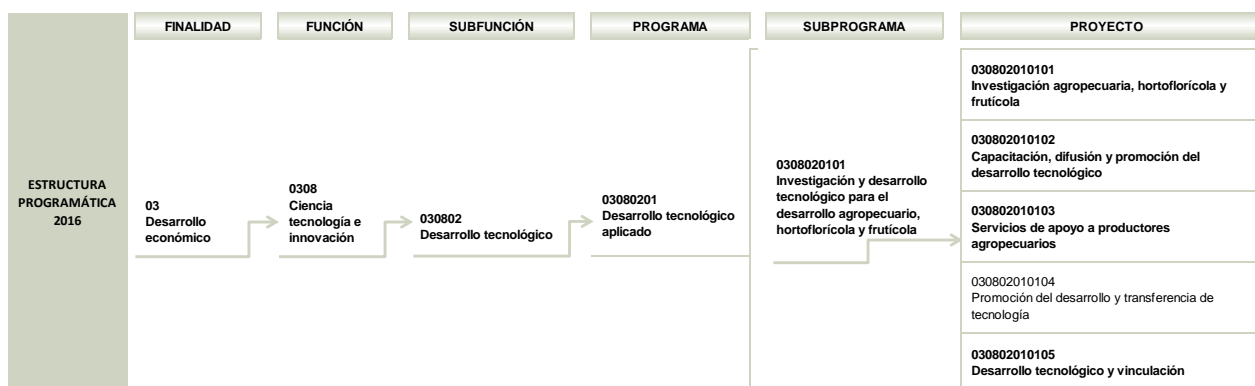 FINALIDAD
FUNCIÓN
SUBFUNCIÓN
PROGRAMA
SUBPROGRAMA
PROYECTO
ESTRUCTURA
PROGRAMÁTICA
2016
03
Desarrollo
económico
0308
Ciencia
tecnología e
innovación
030802
Desarrollo tecnológico
03080201
Desarrollo tecnológico
aplicado
0308020101
Investigación y desarrollo
tecnológico para el
desarrollo agropecuario,
hortoflorícola y frutícola
030802010101
Investigación agropecuaria, hortoflorícola y
frutícola
030802010102
Capacitación, difusión y promoción del
desarrollo tecnológico
030802010103
Servicios de apoyo a productores
agropecuarios
030802010104
Promoción del desarrollo y transferencia de
tecnología
030802010105
Desarrollo tecnológico y vinculación